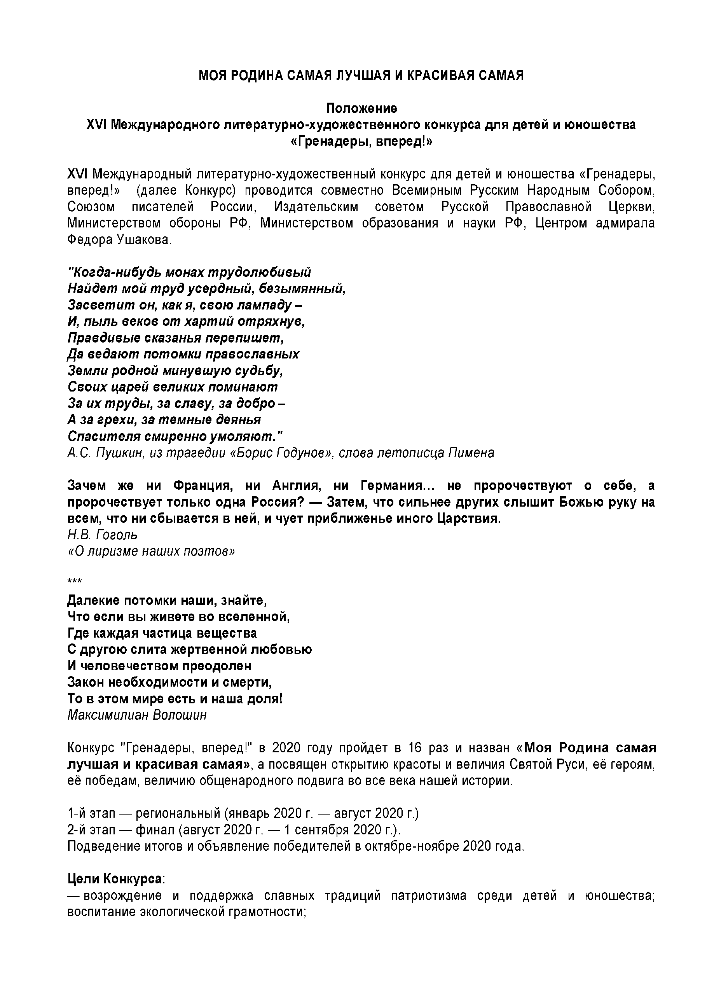 МОЯ РОДИНА САМАЯ ЛУЧШАЯ И КРАСИВАЯ САМАЯ
Положение
XVI Международного литературно-художественного конкурса для детей и юношества
«Гренадеры, вперед!»
XVI Международный литературно-художественный конкурс для детей и юношества «Гренадеры,
вперед!» (далее Конкурс) проводится совместно Всемирным Русским Народным Собором,
Союзом писателей России, Издательским советом Русской Православной Церкви,
Министерством обороны РФ, Министерством образования и науки РФ, Центром адмирала
Федора Ушакова.
"Когда-нибудь монах трудолюбивый
Найдет мой труд усердный, безымянный,
Засветит он, как я, свою лампаду –
И, пыль веков от хартий отряхнув,
Правдивые сказанья перепишет,
Да ведают потомки православных
Земли родной минувшую судьбу,
Своих царей великих поминают
За их труды, за славу, за добро –
А за грехи, за темные деянья
Спасителя смиренно умоляют."
А.С. Пушкин, из трагедии «Борис Годунов», слова летописца Пимена
Зачем же ни Франция, ни Англия, ни Германия... не пророчествуют о себе, а
пророчествует только одна Россия? — Затем, что сильнее других слышит Божью руку на
всем, что ни сбывается в ней, и чует приближенье иного Царствия.
Н.В. Гоголь
«О лиризме наших поэтов»
***
Далекие потомки наши, знайте,
Что если вы живете во вселенной,
Где каждая частица вещества
С другою слита жертвенной любовью
И человечеством преодолен
Закон необходимости и смерти,
То в этом мире есть и наша доля!
Максимилиан Волошин
Конкурс "Гренадеры, вперед!" в 2020 году пройдет в 16 раз и назван «Моя Родина самая
лучшая и красивая самая», а посвящен открытию красоты и величия Святой Руси, её героям,
её победам, величию общенародного подвига во все века нашей истории.
1-й этап — региональный (январь 2020 г. — август 2020 г.)
2-й этап — финал (август 2020 г. — 1 сентября 2020 г.).
Подведение итогов и объявление победителей в октябре-ноябре 2020 года.
Цели Конкурса:
— возрождение и поддержка славных традиций патриотизма среди детей и юношества;
воспитание экологической грамотности;